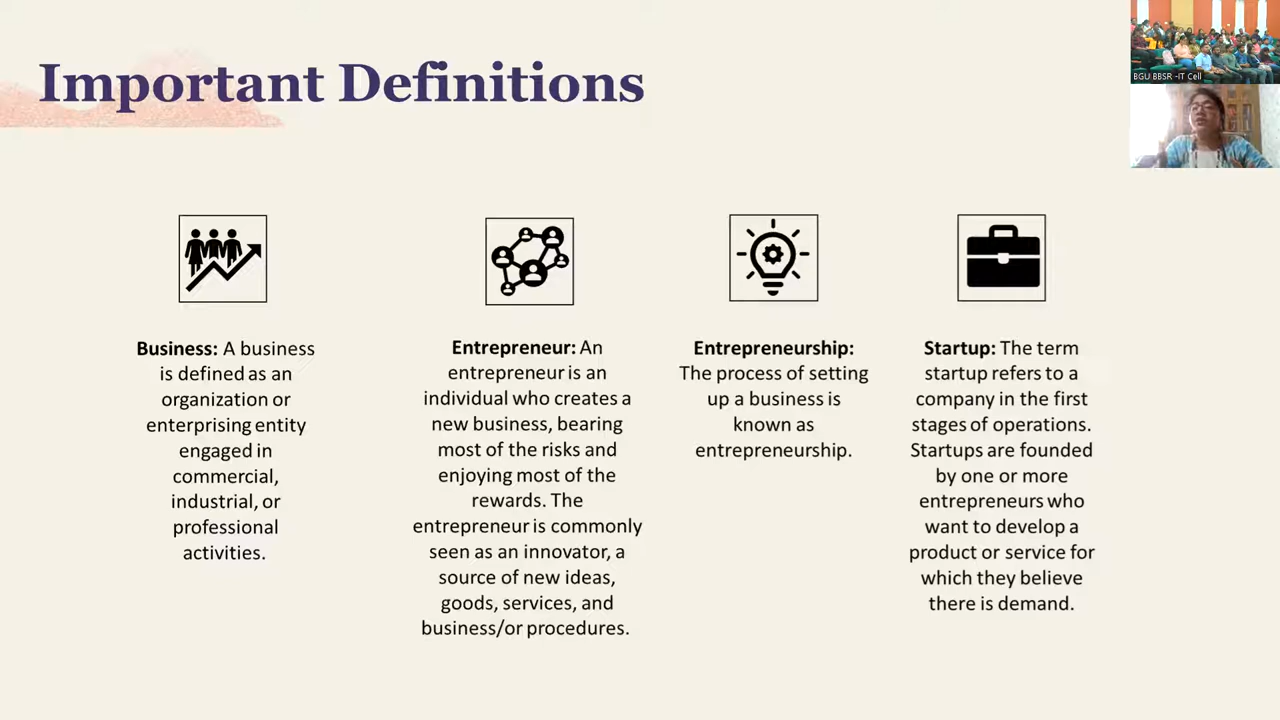 Important Definitions
BGU BBSR -IT Cell
Business: A business
is defined as an
organization or
enterprising entity
engaged in
commercial,
industrial, or
professional
activities.
Entrepreneur: An
entrepreneur is an
individual who creates a
new business, bearing
most of the risks and
enjoying most of the
rewards. The
entrepreneur is commonly
seen as an innovator, a
source of new ideas,
goods, services, and
business/or procedures.
Entrepreneurship:
The process of setting
up a business is
known as
entrepreneurship.
Startup: The term
startup refers to a
company in the first
stages of operations.
Startups are founded
by one or more
entrepreneurs who
want to develop a
product or service for
which they believe
there is demand.